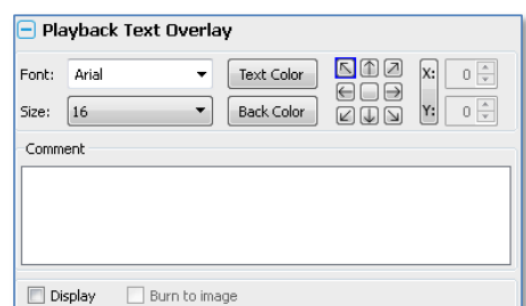 Playback Text Overlay
Font: Arial Text Color X: 0
Size: 16 Back Color Y: 0
Comment
Display Burn to image